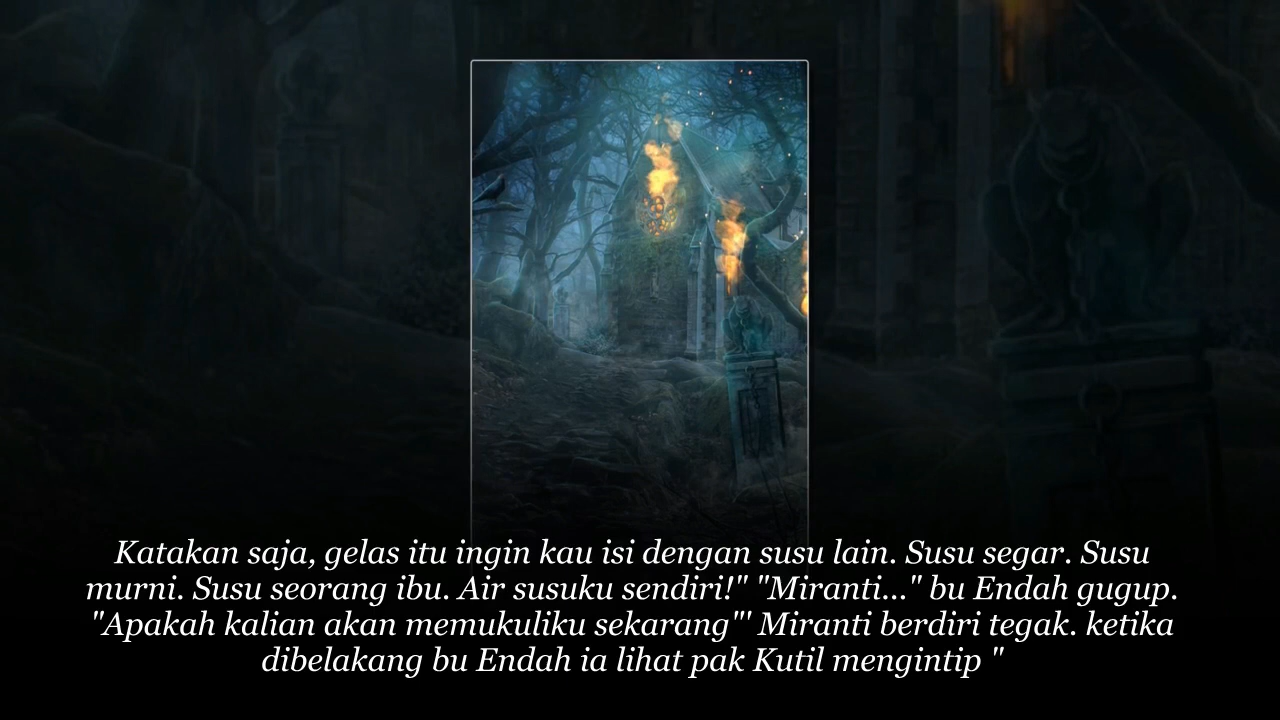 Katakan saja, gelas itu ingin kau isi dengan susu lain. Susu segar. Susu
murni. Susu seorang ibu. Air susuku sendiri!" "Miranti..." bu Endah gugup.
"Apakah kalian akan memukuliku sekarang"' Miranti berdiri tegak. ketika
dibelakang bu Endah ia lihat pak Kutil mengintip "